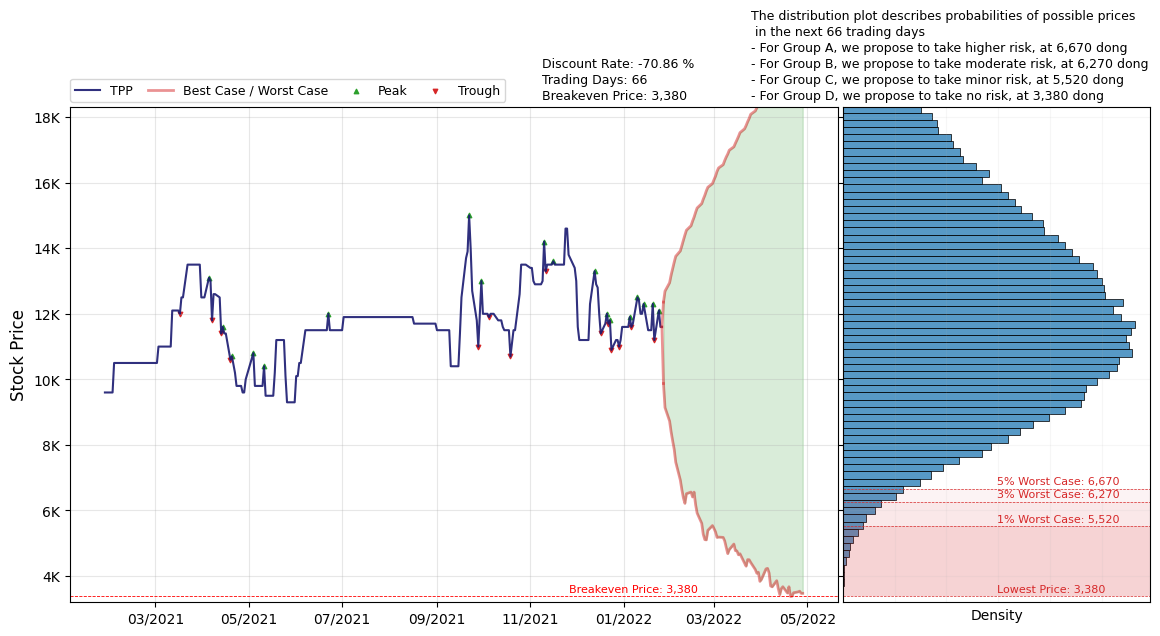 The distribution plot describes probabilities of possible prices
in the next 66 trading days
- For Group A, we propose to take higher risk, at 6,670 dong
- For Group B, we propose to take moderate risk, at 6,270 dong
- For Group C, we propose to take minor risk, at 5,520 dong
- For Group D, we propose to take no risk, at 3,380 dong
Discount Rate: -70.86 %
Trading Days: 66
Breakeven Price: 3,380
TPP
Best Case / Worst Case
Peak
Trough
Stock Price
18K
16K
14K
12K
10K
8K
6K
4K
5% Worst Case: 6,670
3% Worst Case: 6,270
1% Worst Case: 5,520
Breakeven Price: 3,380
Lowest Price: 3,380
03/2021
05/2021
07/2021
09/2021
11/2021
01/2022
03/2022
05/2022
Density